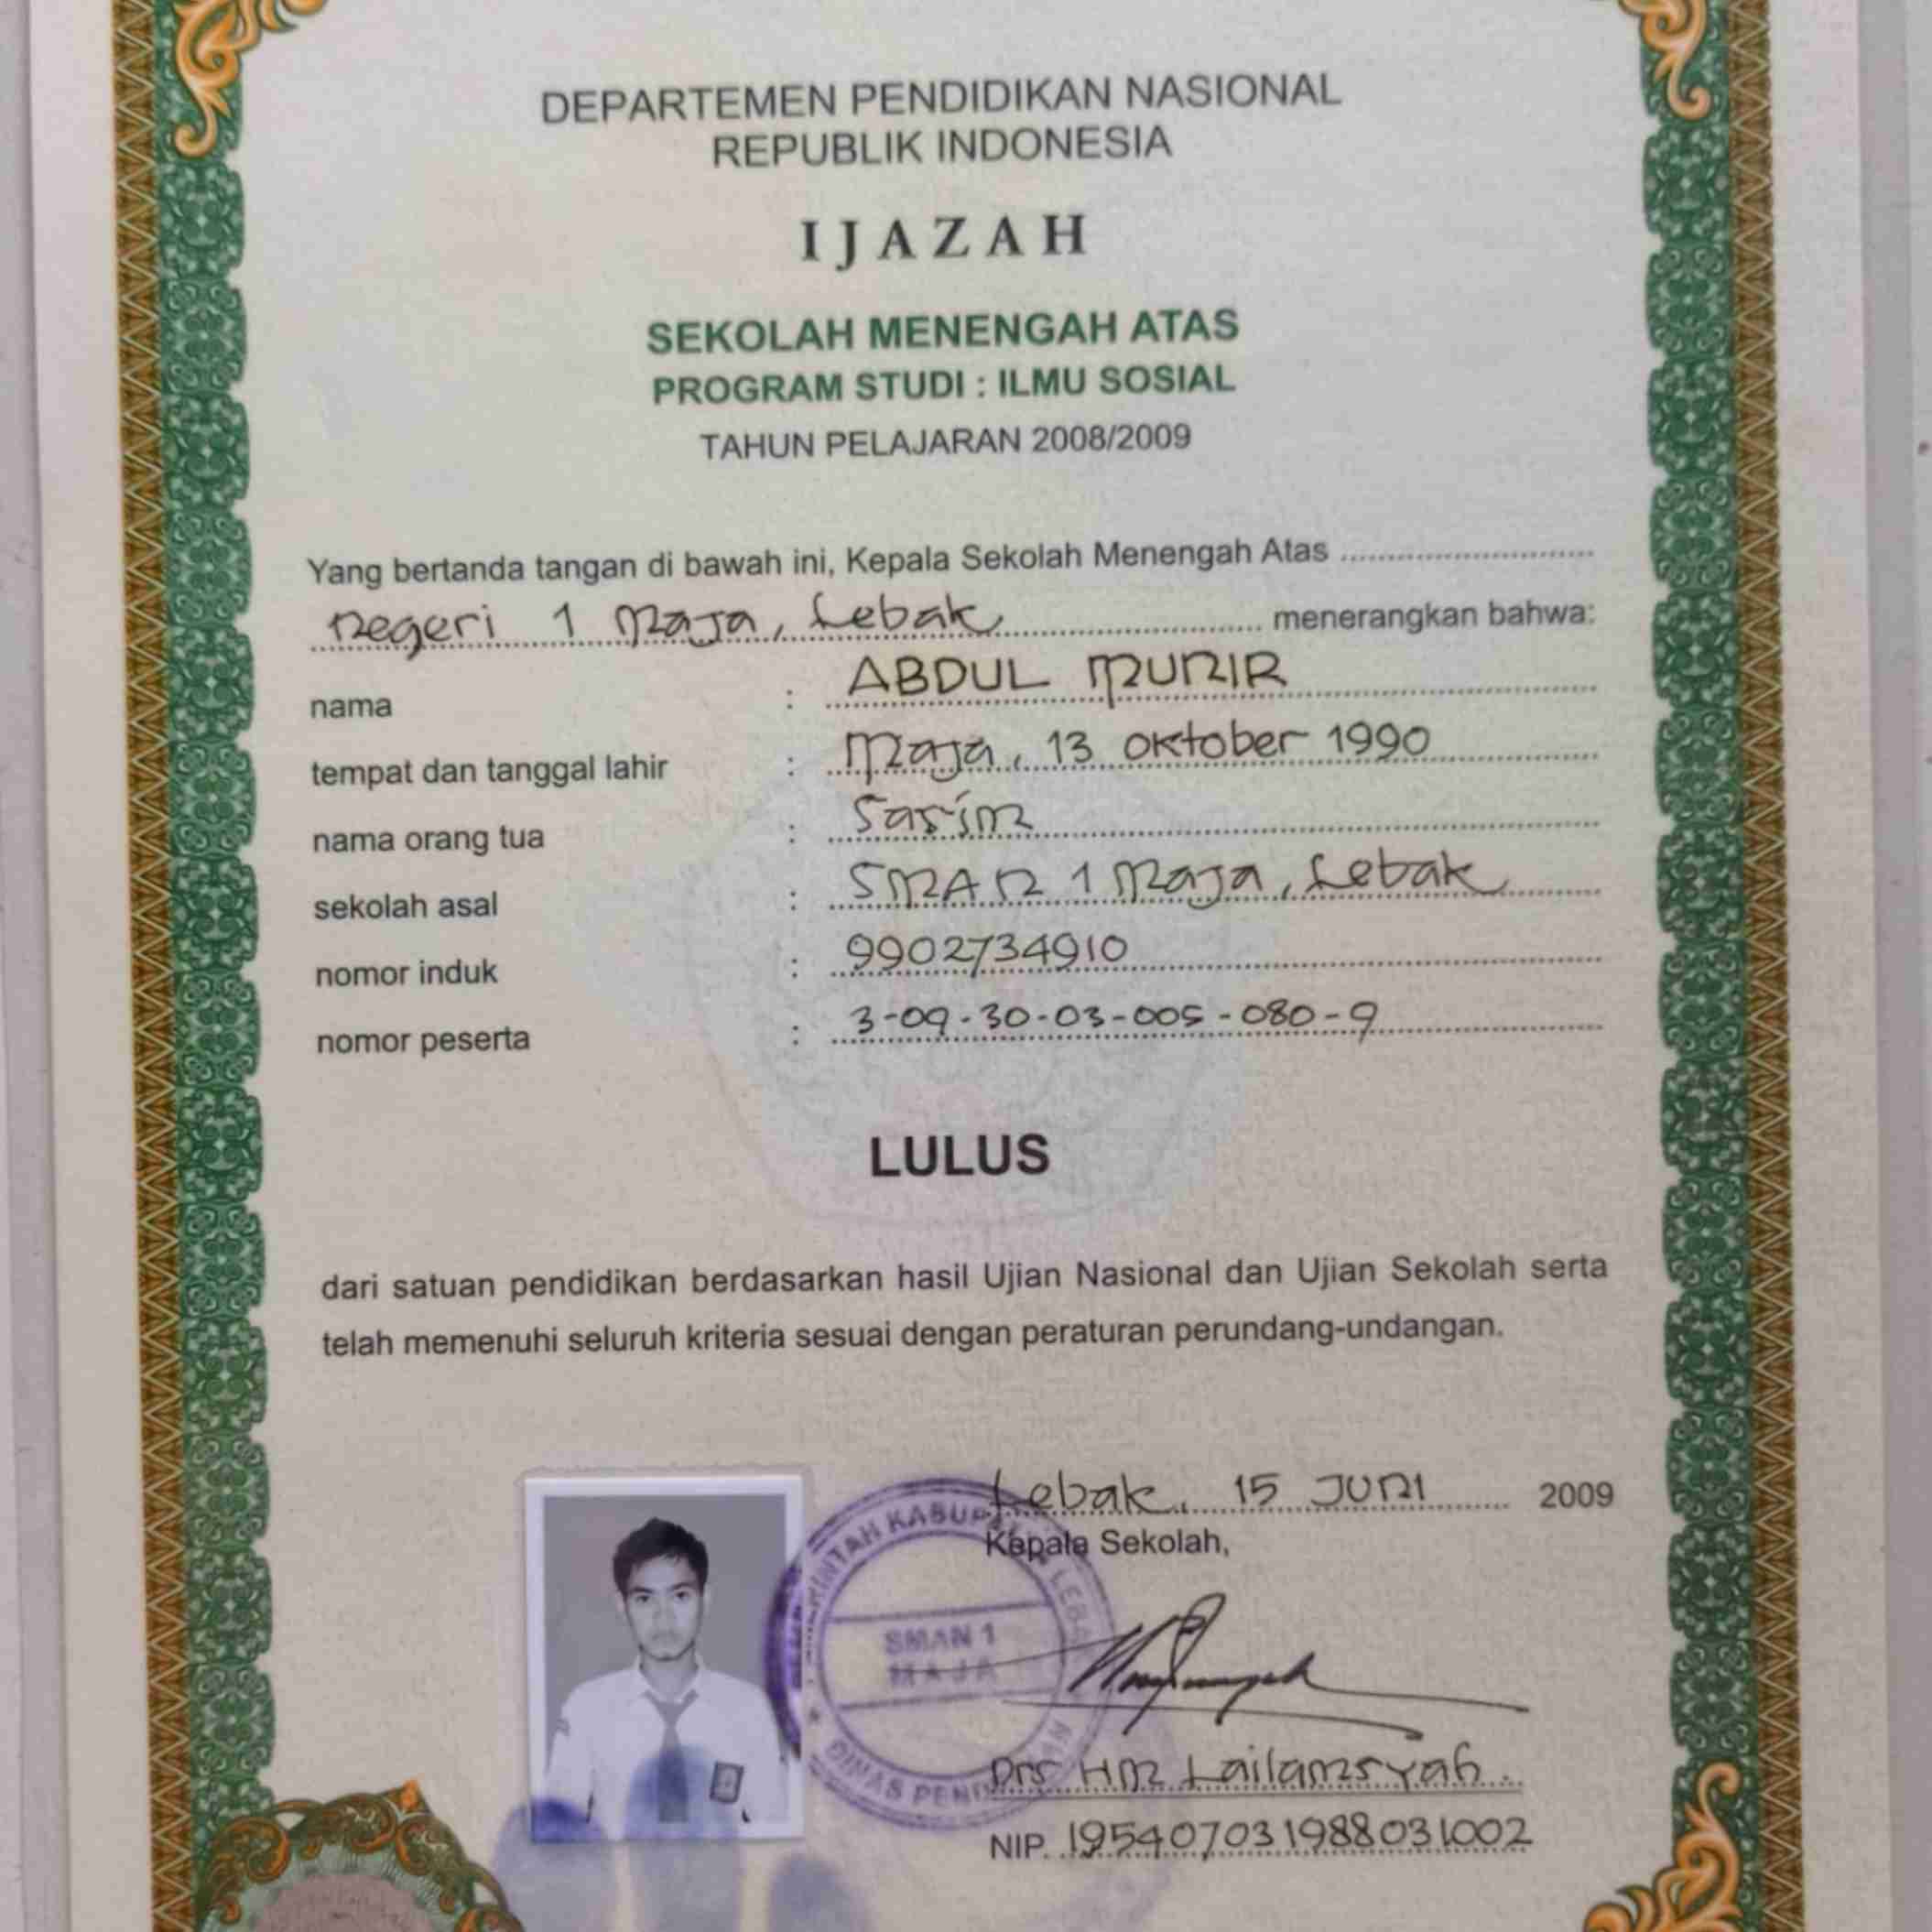 DEPARTEMEN PENDIDIKAN NASIONAL
REPUBLIK INDONESIA
IJAZAH
SEKOLAH MENENGAH ATAS
PROGRAM STUDI : ILMU SOSIAL
TAHUN PELAJARAN 2008/2009
Yang bertanda tangan di bawah ini, Kepala Sekolah Menengah Atas ..............................
negeri 1 Maja, Lebak .............................. menerangkan bahwa:
nama : ABDUL MUNIR
tempat dan tanggal lahir : Maja, 13 Oktober 1990
nama orang tua : Sarim
sekolah asal : SMAN 1 Maja, Lebak
nomor induk : 9902734910
nomor peserta : 3-09-30-03-005-080-9
LULUS
dari satuan pendidikan berdasarkan hasil Ujian Nasional dan Ujian Sekolah serta
telah memenuhi seluruh kriteria sesuai dengan peraturan perundang-undangan.
Lebak, 15 JUNI 2009
Kepala Sekolah,
SMAN 1
MAJA
Drs HM Lailamsyah
NIP. 195407031988031002